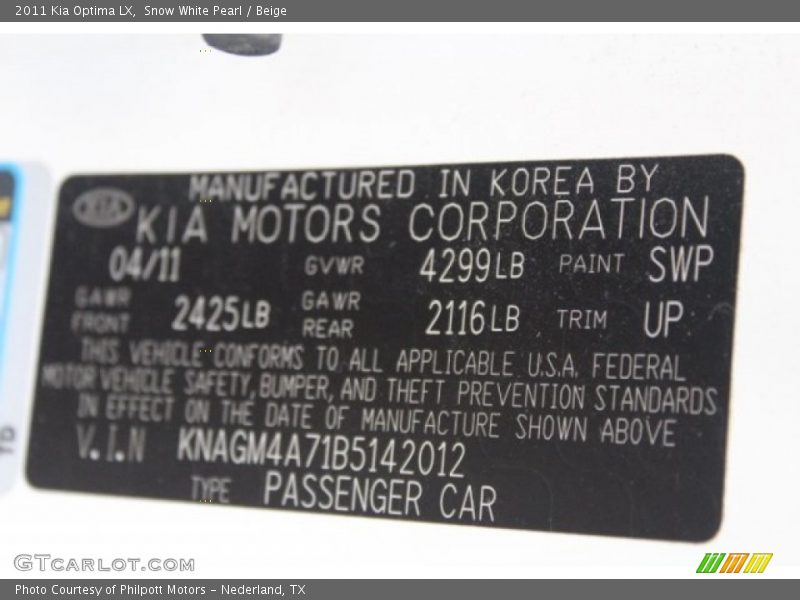 2011 Kia Optima LX, Snow White Pearl / Beige
MANUFACTURED IN KOREA BY
KIA KIA MOTORS CORPORATION
04/11 GVWR 4299LB PAINT SWP
GAWR FRONT 2425LB GAWR REAR 2116LB TRIM UP
THIS VEHICLE CONFORMS TO ALL APPLICABLE U.S.A. FEDERAL
MOTOR VEHICLE SAFETY, BUMPER, AND THEFT PREVENTION STANDARDS
IN EFFECT ON THE DATE OF MANUFACTURE SHOWN ABOVE
V.I.N KNAGM4A71B5142012
TYPE PASSENGER CAR
GTCARLOT.COM
Photo Courtesy of Philpott Motors - Nederland, TX